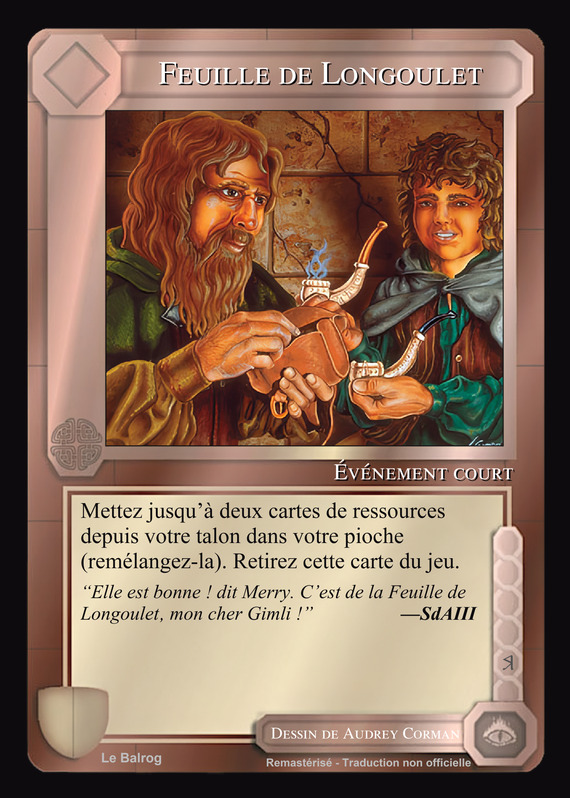 Feuille de Longoulet
Événement court
Mettez jusqu’à deux cartes de ressources
depuis votre talon dans votre pioche
(remélangez-la). Retirez cette carte du jeu.
“Elle est bonne ! dit Merry. C’est de la Feuille de
Longoulet, mon cher Gimli !” —SdAIII
Dessin de Audrey Corman
Le Balrog
Remastérisé - Traduction non officielle